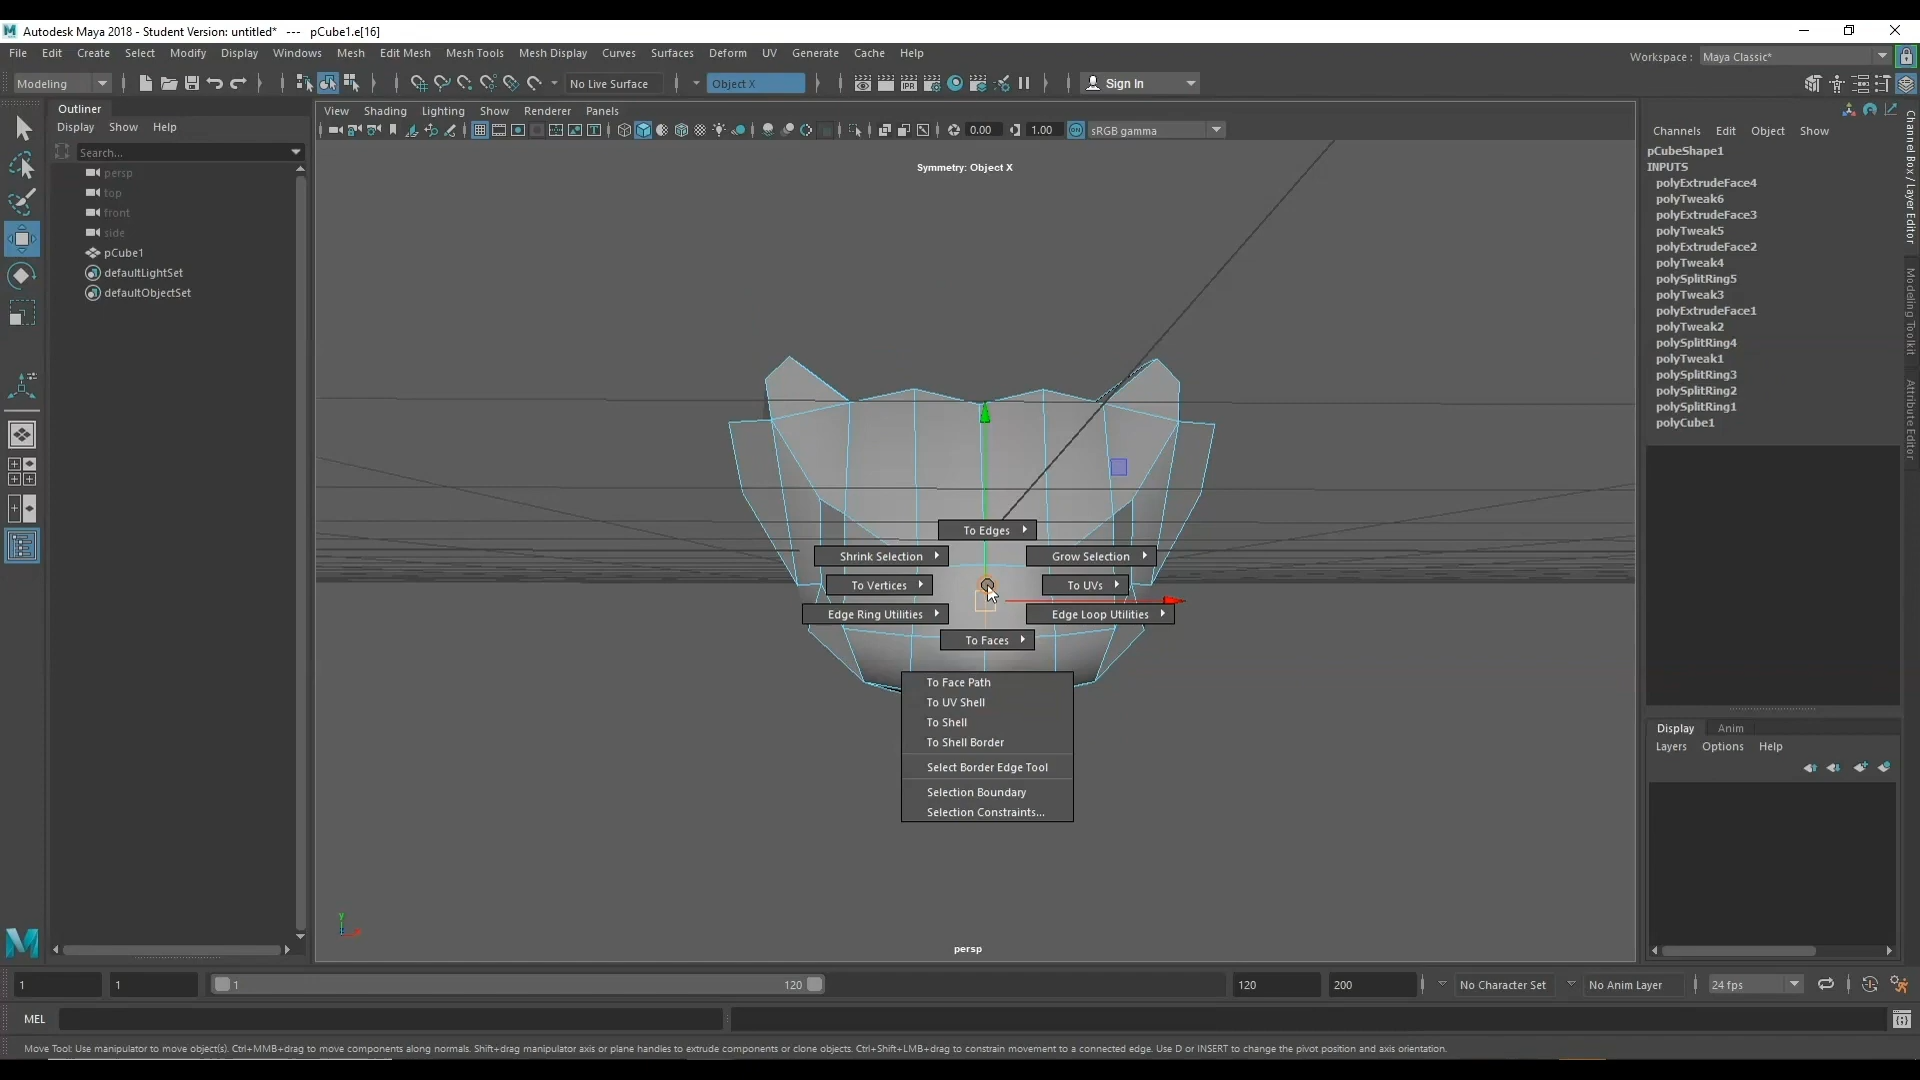 Autodesk Maya 2018 - Student Version: untitled* --- pCube1.e[16]
File Edit Create Select Modify Display Windows Mesh Edit Mesh Mesh Tools Mesh Display Curves Surfaces Deform UV Generate Cache Help
Workspace : Maya Classic*
Modeling No Live Surface Object X Sign In
Outliner
Display Show Help
Search...
persp
top
front
side
pCube1
defaultLightSet
defaultObjectSet
View Shading Lighting Show Renderer Panels
0.00 1.00 sRGB gamma
Symmetry: Object X
To Edges
Shrink Selection Grow Selection
To Vertices To UVs
Edge Ring Utilities Edge Loop Utilities
To Faces
To Face Path
To UV Shell
To Shell
To Shell Border
Select Border Edge Tool
Selection Boundary
Selection Constraints...
y
persp
Channels Edit Object Show
pCubeShape1
INPUTS
polyExtrudeFace4
polyTweak6
polyExtrudeFace3
polyTweak5
polyExtrudeFace2
polyTweak4
polySplitRing5
polyTweak3
polyExtrudeFace1
polyTweak2
polySplitRing4
polyTweak1
polySplitRing3
polySplitRing2
polySplitRing1
polyCube1
Channel Box / Layer Editor
Modeling Toolkit
Attribute Editor
Display Anim
Layers Options Help
1 1 1 120 120 200 No Character Set No Anim Layer 24 fps
MEL
Move Tool: Use manipulator to move object(s). Ctrl+MMB+drag to move components along normals. Shift+drag manipulator axis or plane handles to extrude components or clone objects. Ctrl+Shift+LMB+drag to constrain movement to a connected edge. Use D or INSERT to change the pivot position and axis orientation.